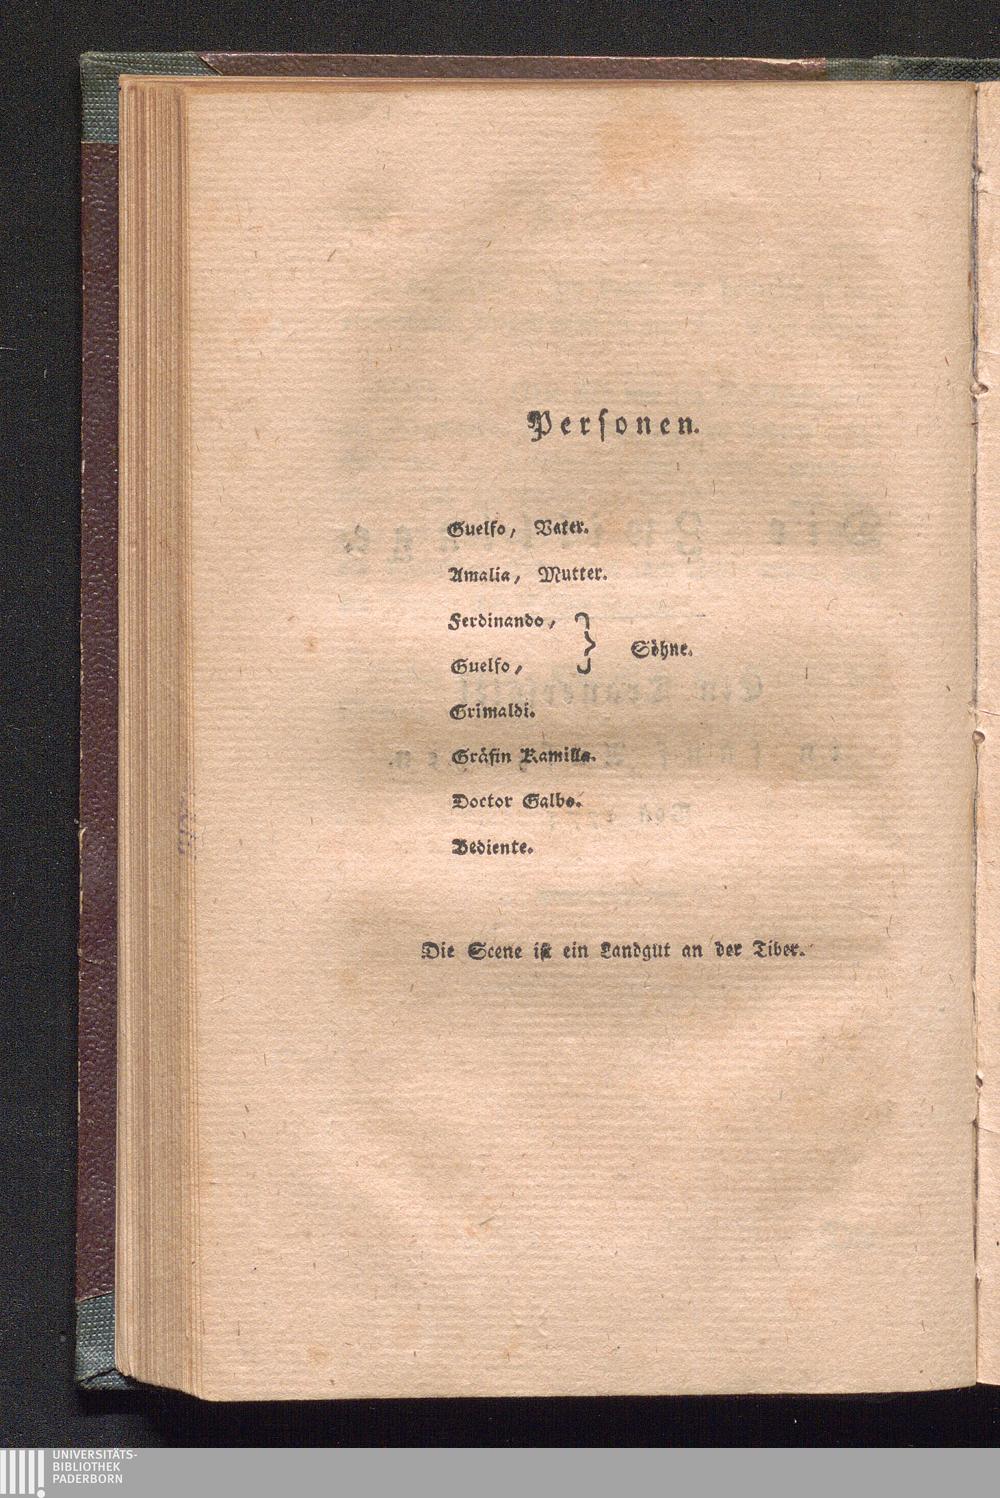 Personen.
Guelfo, Vater.
Amalia, Mutter.
Ferdinando,
Guelfo,
} Söhne.
Grimaldi.
Gräfin Kamilla.
Doctor Galbo.
Bediente.
Die Scene ist ein Landgut an der Tiber.
UNIVERSITÄTS-
BIBLIOTHEK
PADERBORN